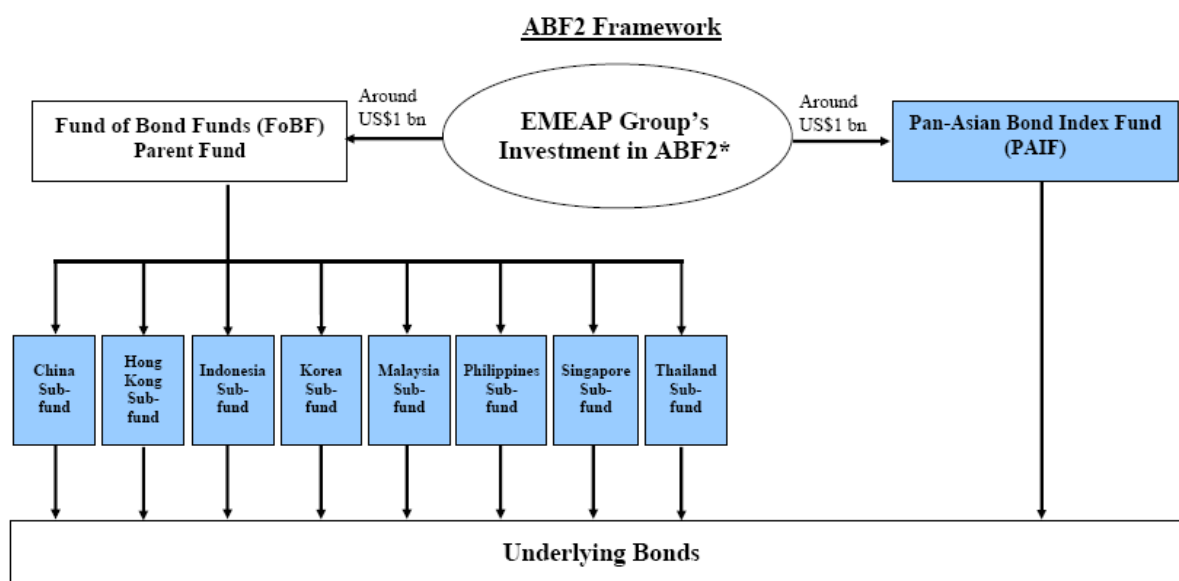 ABF2 Framework
Around
US$1 bn
Around
US$1 bn
Fund of Bond Funds (FoBF)
Parent Fund
EMEAP Group's
Investment in ABF2*
Pan-Asian Bond Index Fund
(PAIF)
China
Sub-
fund
Hong
Kong
Sub-
fund
Indonesia
Sub-
fund
Korea
Sub-
fund
Malaysia
Sub-
fund
Philippines
Sub-
fund
Singapore
Sub-
fund
Thailand
Sub-
fund
Underlying Bonds